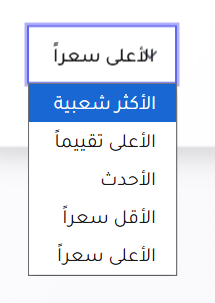 الأعلى سعراً
الأكثر شعبية
الأعلى تقييماً
الأحدث
الأقل سعراً
الأعلى سعراً